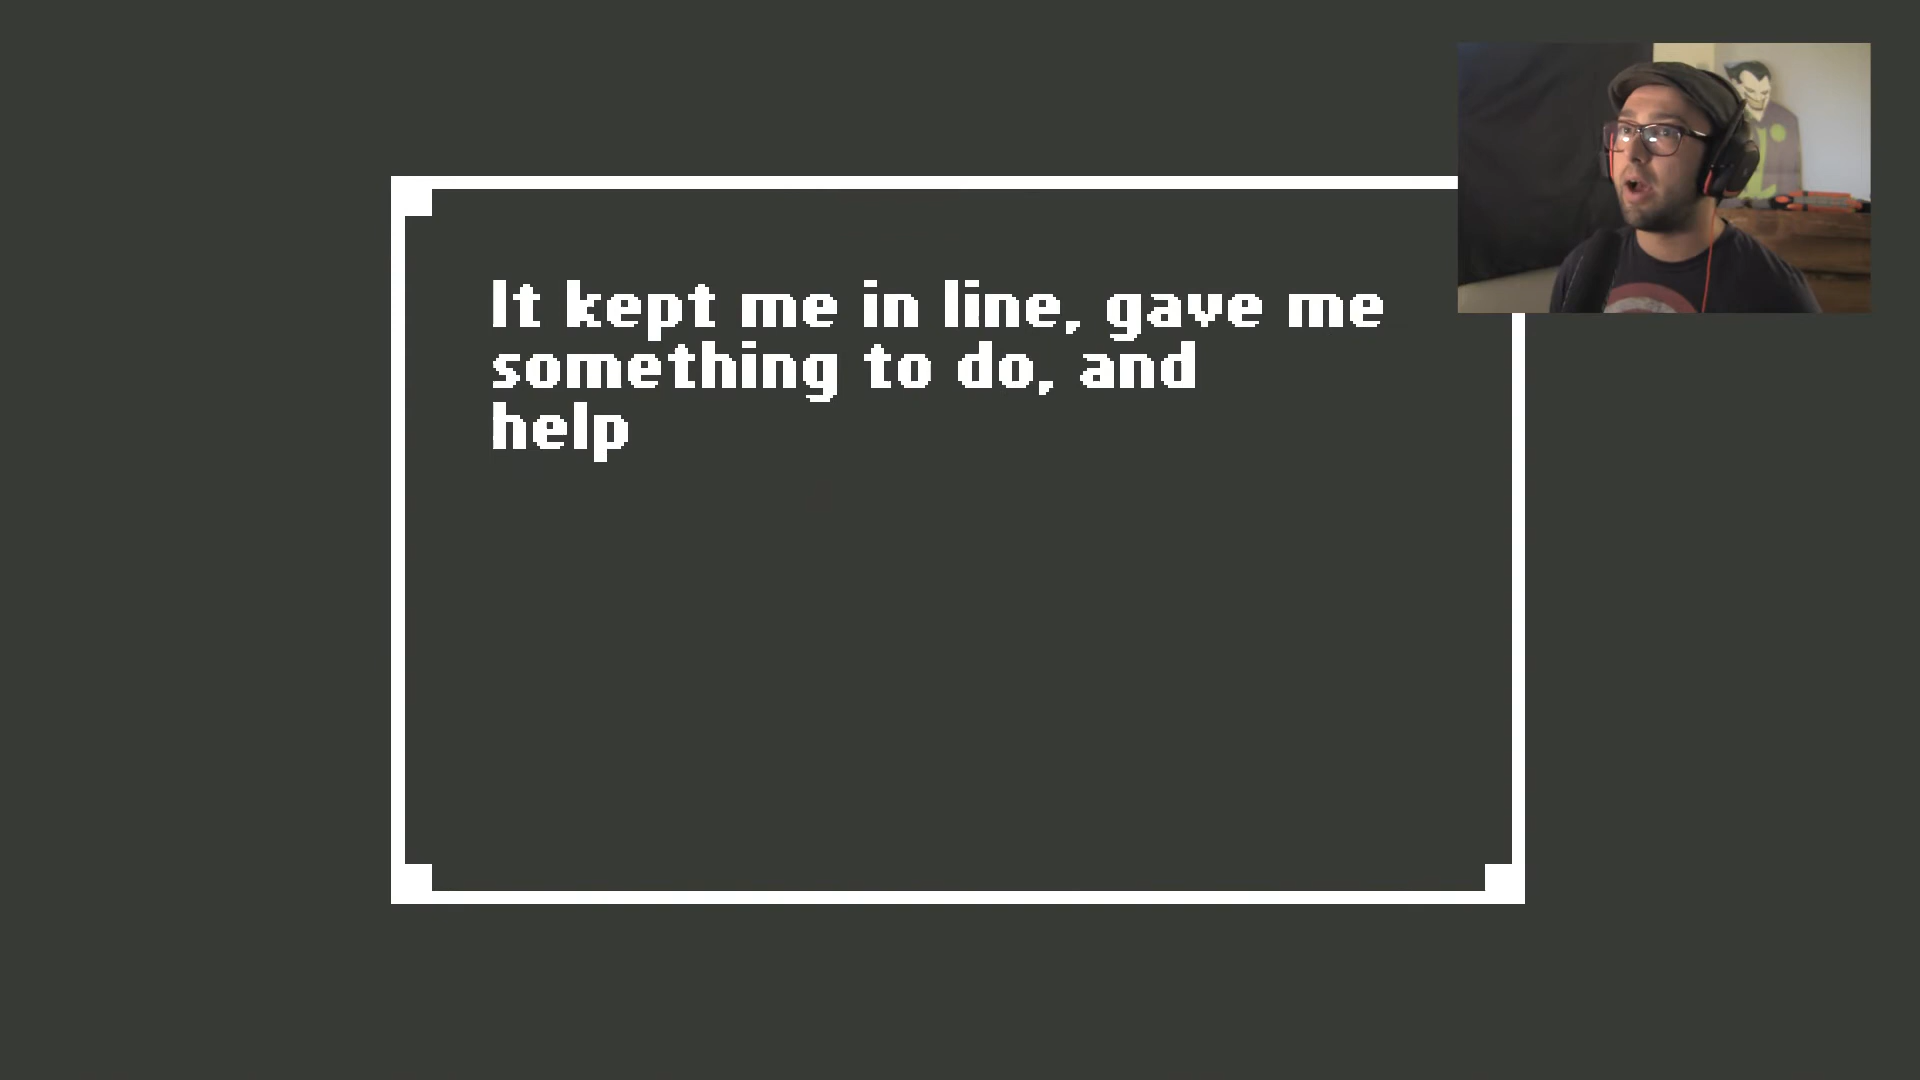 It kept me in line, gave me
something to do, and
help